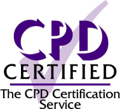 CPD
CERTIFIED
The CPD Certification
Service